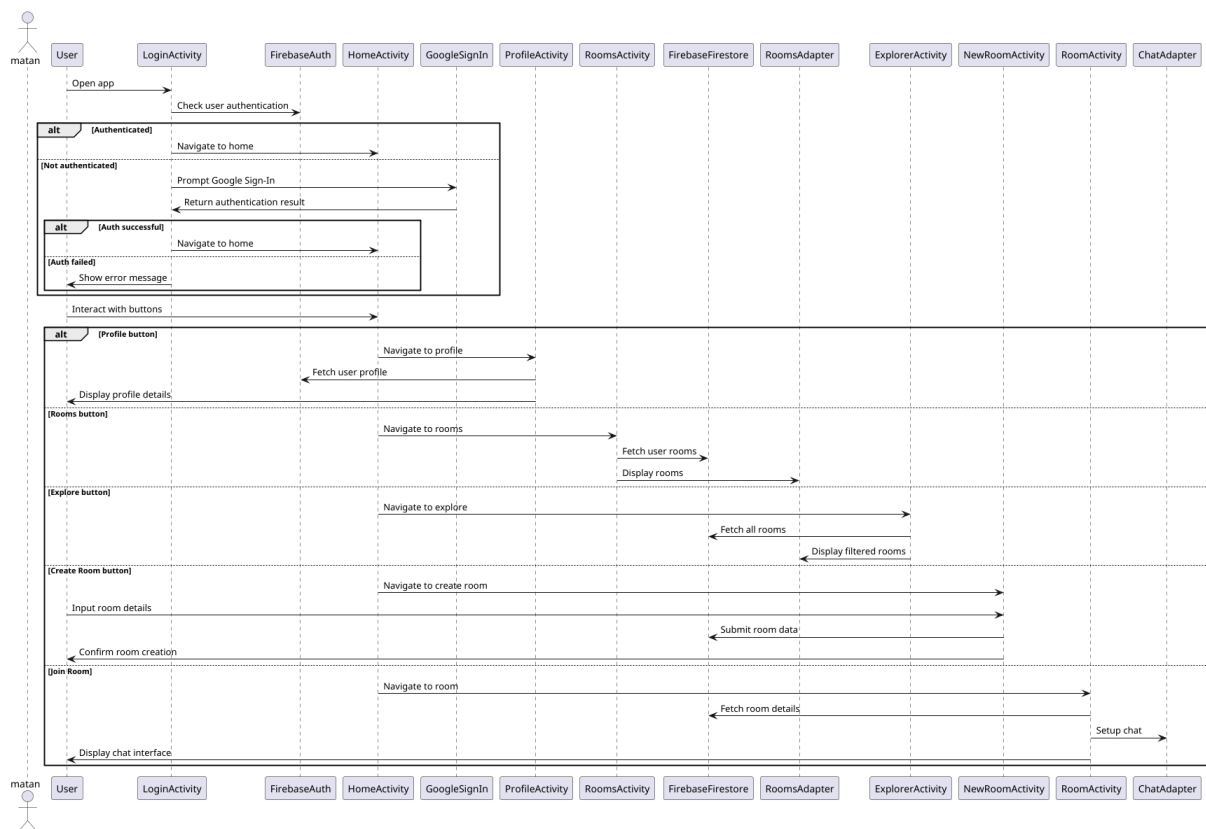 matan
User
LoginActivity
FirebaseAuth
HomeActivity
GoogleSignIn
ProfileActivity
RoomsActivity
FirebaseFirestore
RoomsAdapter
ExplorerActivity
NewRoomActivity
RoomActivity
ChatAdapter
Open app
Check user authentication
alt [Authenticated]
Navigate to home
[Not authenticated]
Prompt Google Sign-In
Return authentication result
alt [Auth successful]
Navigate to home
[Auth failed]
Show error message
Interact with buttons
alt [Profile button]
Navigate to profile
Fetch user profile
Display profile details
[Rooms button]
Navigate to rooms
Fetch user rooms
Display rooms
[Explore button]
Navigate to explore
Fetch all rooms
Display filtered rooms
[Create Room button]
Navigate to create room
Input room details
Submit room data
Confirm room creation
[Join Room]
Navigate to room
Fetch room details
Setup chat
Display chat interface
matan
User
LoginActivity
FirebaseAuth
HomeActivity
GoogleSignIn
ProfileActivity
RoomsActivity
FirebaseFirestore
RoomsAdapter
ExplorerActivity
NewRoomActivity
RoomActivity
ChatAdapter